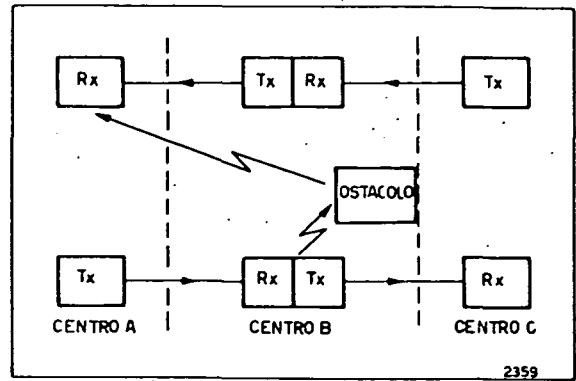 Rx Tx Rx Tx
OSTACOLO
Tx Rx Tx Rx
CENTRO A CENTRO B CENTRO C
2359